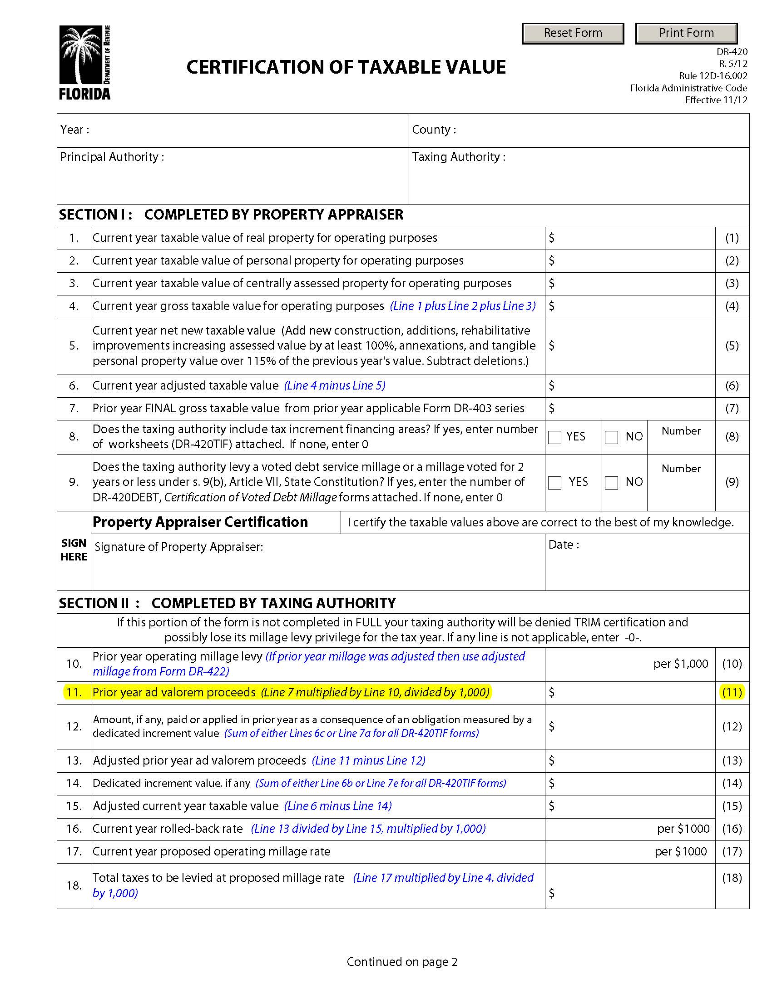 Reset Form
Print Form
DEPARTMENT OF REVENUE
FLORIDA
CERTIFICATION OF TAXABLE VALUE
DR-420
R. 5/12
Rule 12D-16.002
Florida Administrative Code
Effective 11/12
Year :
County :
Principal Authority :
Taxing Authority :
SECTION I : COMPLETED BY PROPERTY APPRAISER
1. Current year taxable value of real property for operating purposes $ (1)
2. Current year taxable value of personal property for operating purposes $ (2)
3. Current year taxable value of centrally assessed property for operating purposes $ (3)
4. Current year gross taxable value for operating purposes (Line 1 plus Line 2 plus Line 3) $ (4)
Current year net new taxable value (Add new construction, additions, rehabilitative
5. improvements increasing assessed value by at least 100%, annexations, and tangible $ (5)
personal property value over 115% of the previous year's value. Subtract deletions.)
6. Current year adjusted taxable value (Line 4 minus Line 5) $ (6)
7. Prior year FINAL gross taxable value from prior year applicable Form DR-403 series $ (7)
8. Does the taxing authority include tax increment financing areas? If yes, enter number
of worksheets (DR-420TIF) attached. If none, enter 0
YES NO Number (8)
Does the taxing authority levy a voted debt service millage or a millage voted for 2
9. years or less under s. 9(b), Article VII, State Constitution? If yes, enter the number of
DR-420DEBT, Certification of Voted Debt Millage forms attached. If none, enter 0
YES NO Number (9)
SIGN
HERE
Property Appraiser Certification I certify the taxable values above are correct to the best of my knowledge.
Signature of Property Appraiser:
Date :
SECTION II : COMPLETED BY TAXING AUTHORITY
If this portion of the form is not completed in FULL your taxing authority will be denied TRIM certification and
possibly lose its millage levy privilege for the tax year. If any line is not applicable, enter -0-.
10. Prior year operating millage levy (If prior year millage was adjusted then use adjusted
millage from Form DR-422)
per $1,000 (10)
11. Prior year ad valorem proceeds (Line 7 multiplied by Line 10, divided by 1,000) $ (11)
12. Amount, if any, paid or applied in prior year as a consequence of an obligation measured by a
dedicated increment value (Sum of either Lines 6c or Line 7a for all DR-420TIF forms)
$ (12)
13. Adjusted prior year ad valorem proceeds (Line 11 minus Line 12) $ (13)
14. Dedicated increment value, if any (Sum of either Line 6b or Line 7e for all DR-420TIF forms) $ (14)
15. Adjusted current year taxable value (Line 6 minus Line 14) $ (15)
16. Current year rolled-back rate (Line 13 divided by Line 15, multiplied by 1,000) per $1000 (16)
17. Current year proposed operating millage rate per $1000 (17)
18. Total taxes to be levied at proposed millage rate (Line 17 multiplied by Line 4, divided
by 1,000)
$ (18)
Continued on page 2